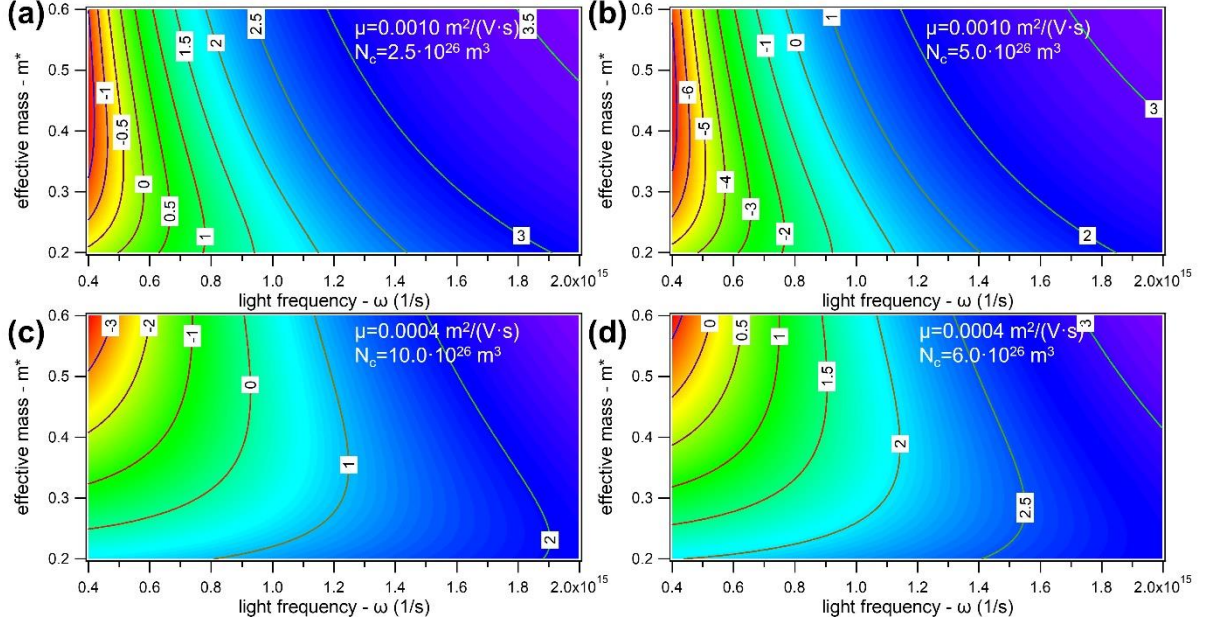 (a)
effective mass - m*
0.6
0.5
0.4
0.3
0.2
-1
-0.5
0
0.5
1
1.5
2
2.5
3
3.5
μ=0.0010 m²/(V·s)
N_c=2.5·10²⁶ m³
0.4 0.6 0.8 1.0 1.2 1.4 1.6 1.8 2.0x10¹⁵
light frequency - ω (1/s)
(b)
effective mass - m*
0.6
0.5
0.4
0.3
0.2
-6
-5
-4
-3
-2
-1
0
1
2
3
μ=0.0010 m²/(V·s)
N_c=5.0·10²⁶ m³
0.4 0.6 0.8 1.0 1.2 1.4 1.6 1.8 2.0x10¹⁵
light frequency - ω (1/s)
(c)
effective mass - m*
0.6
0.5
0.4
0.3
0.2
-3
-2
-1
0
1
2
μ=0.0004 m²/(V·s)
N_c=10.0·10²⁶ m³
0.4 0.6 0.8 1.0 1.2 1.4 1.6 1.8 2.0x10¹⁵
light frequency - ω (1/s)
(d)
effective mass - m*
0.6
0.5
0.4
0.3
0.2
0
0.5
1
1.5
2
2.5
3
μ=0.0004 m²/(V·s)
N_c=6.0·10²⁶ m³
0.4 0.6 0.8 1.0 1.2 1.4 1.6 1.8 2.0x10¹⁵
light frequency - ω (1/s)